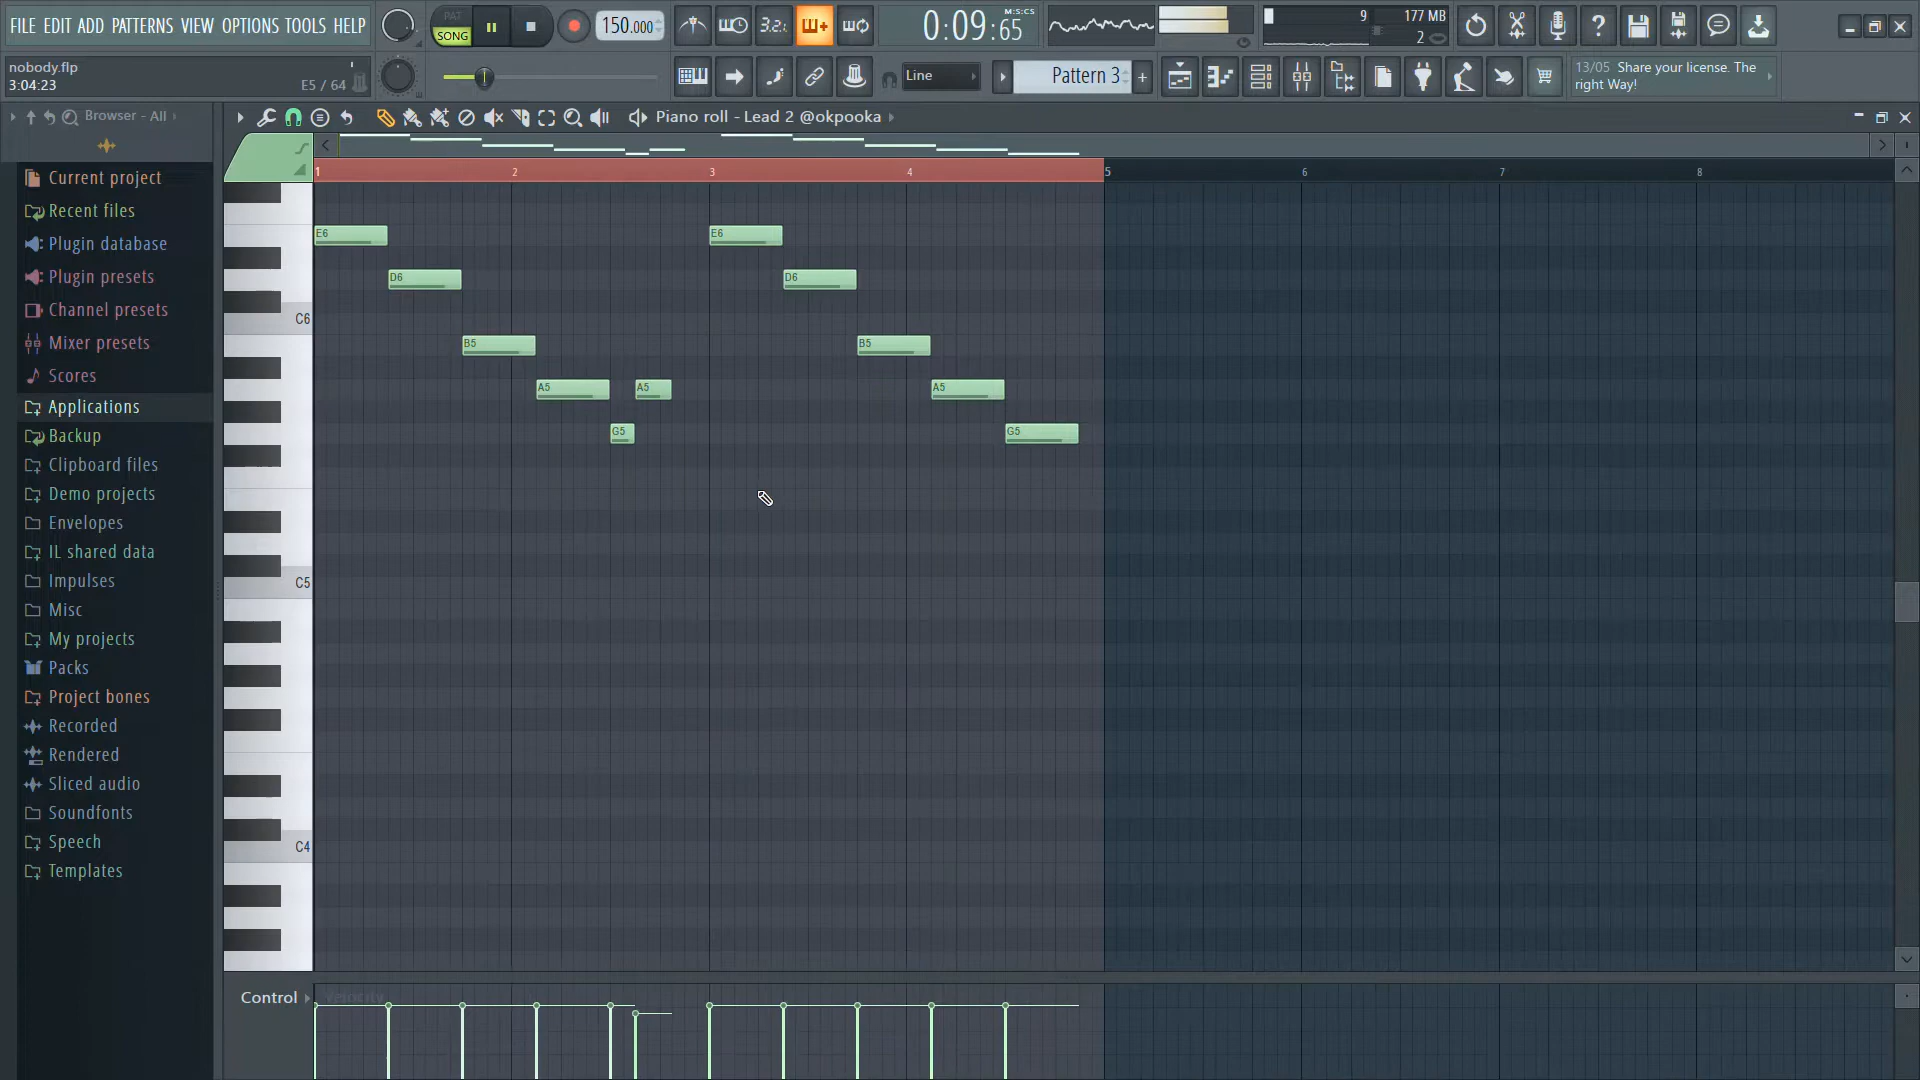 FILE EDIT ADD PATTERNS VIEW OPTIONS TOOLS HELP
PAT
SONG
150.000
3.2.
M:S:CS
0:09:65
9
177 MB
2
nobody.flp
3:04:23
E5 / 64
Line
Pattern 3
+
13/05 Share your license. The
right Way!
Browser - All
Piano roll - Lead 2 @okpooka
Current project
Recent files
Plugin database
Plugin presets
Channel presets
Mixer presets
Scores
Applications
Backup
Clipboard files
Demo projects
Envelopes
IL shared data
Impulses
Misc
My projects
Packs
Project bones
Recorded
Rendered
Sliced audio
Soundfonts
Speech
Templates
1 2 3 4 5 6 7 8
E6 E6
D6 D6
C6
B5 B5
A5 A5 A5
G5 G5
C5
C4
Control
Velocity